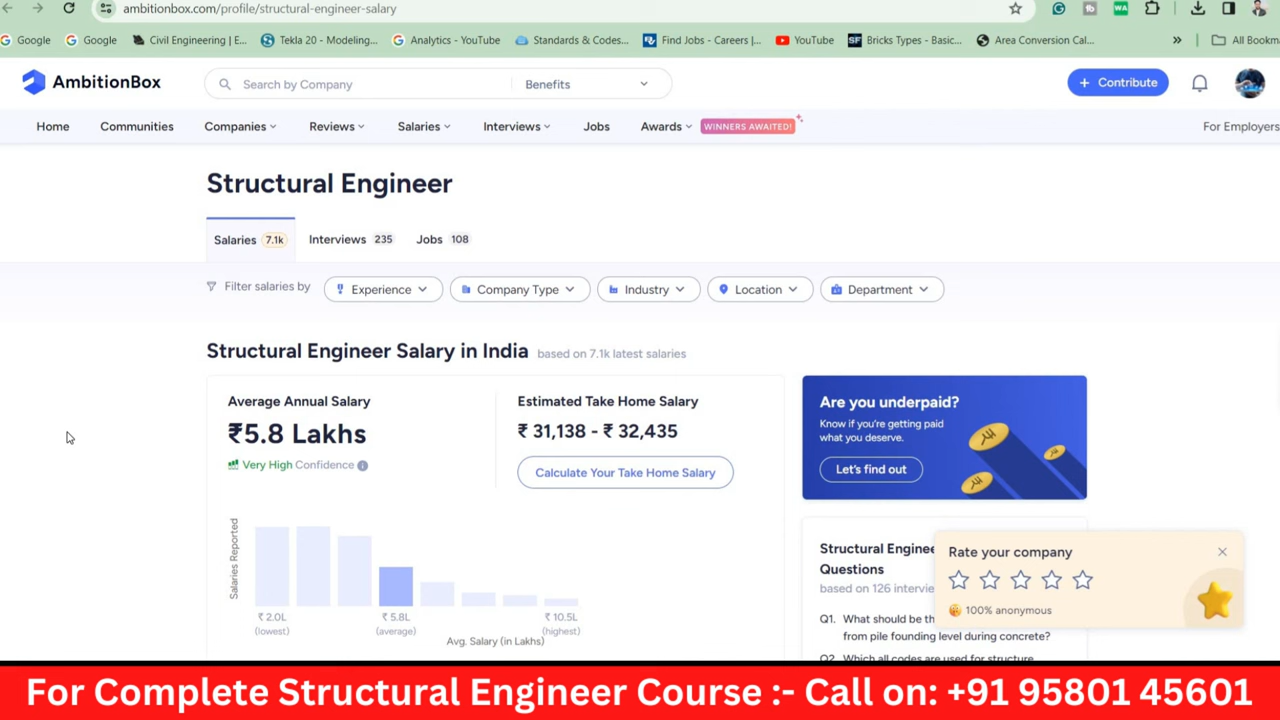 ambitionbox.com/profile/structural-engineer-salary
Google
Google
Civil Engineering | E...
Tekla 20 - Modeling...
Analytics - YouTube
Standards & Codes...
Find Jobs - Careers |...
YouTube
Bricks Types - Basic...
Area Conversion Cal...
»
All Bookm
AmbitionBox
Search by Company
Benefits
+ Contribute
Home
Communities
Companies
Reviews
Salaries
Interviews
Jobs
Awards
WINNERS AWAITED!
For Employers
Structural Engineer
Salaries 7.1k
Interviews 235
Jobs 108
Filter salaries by
Experience
Company Type
Industry
Location
Department
Structural Engineer Salary in India based on 7.1k latest salaries
Average Annual Salary
₹5.8 Lakhs
Very High Confidence
Estimated Take Home Salary
₹ 31,138 - ₹ 32,435
Calculate Your Take Home Salary
Salaries Reported
₹ 2.0L
(lowest)
₹ 5.8L
(average)
₹ 10.5L
(highest)
Avg. Salary (in Lakhs)
Are you underpaid?
Know if you're getting paid
what you deserve.
Let's find out
Structural Enginee
Questions
based on 126 intervie
Q1. What should be th
from pile founding level during concrete?
Q2. Which all codes are used for structure
Rate your company
100% anonymous
For Complete Structural Engineer Course :- Call on: +91 95801 45601